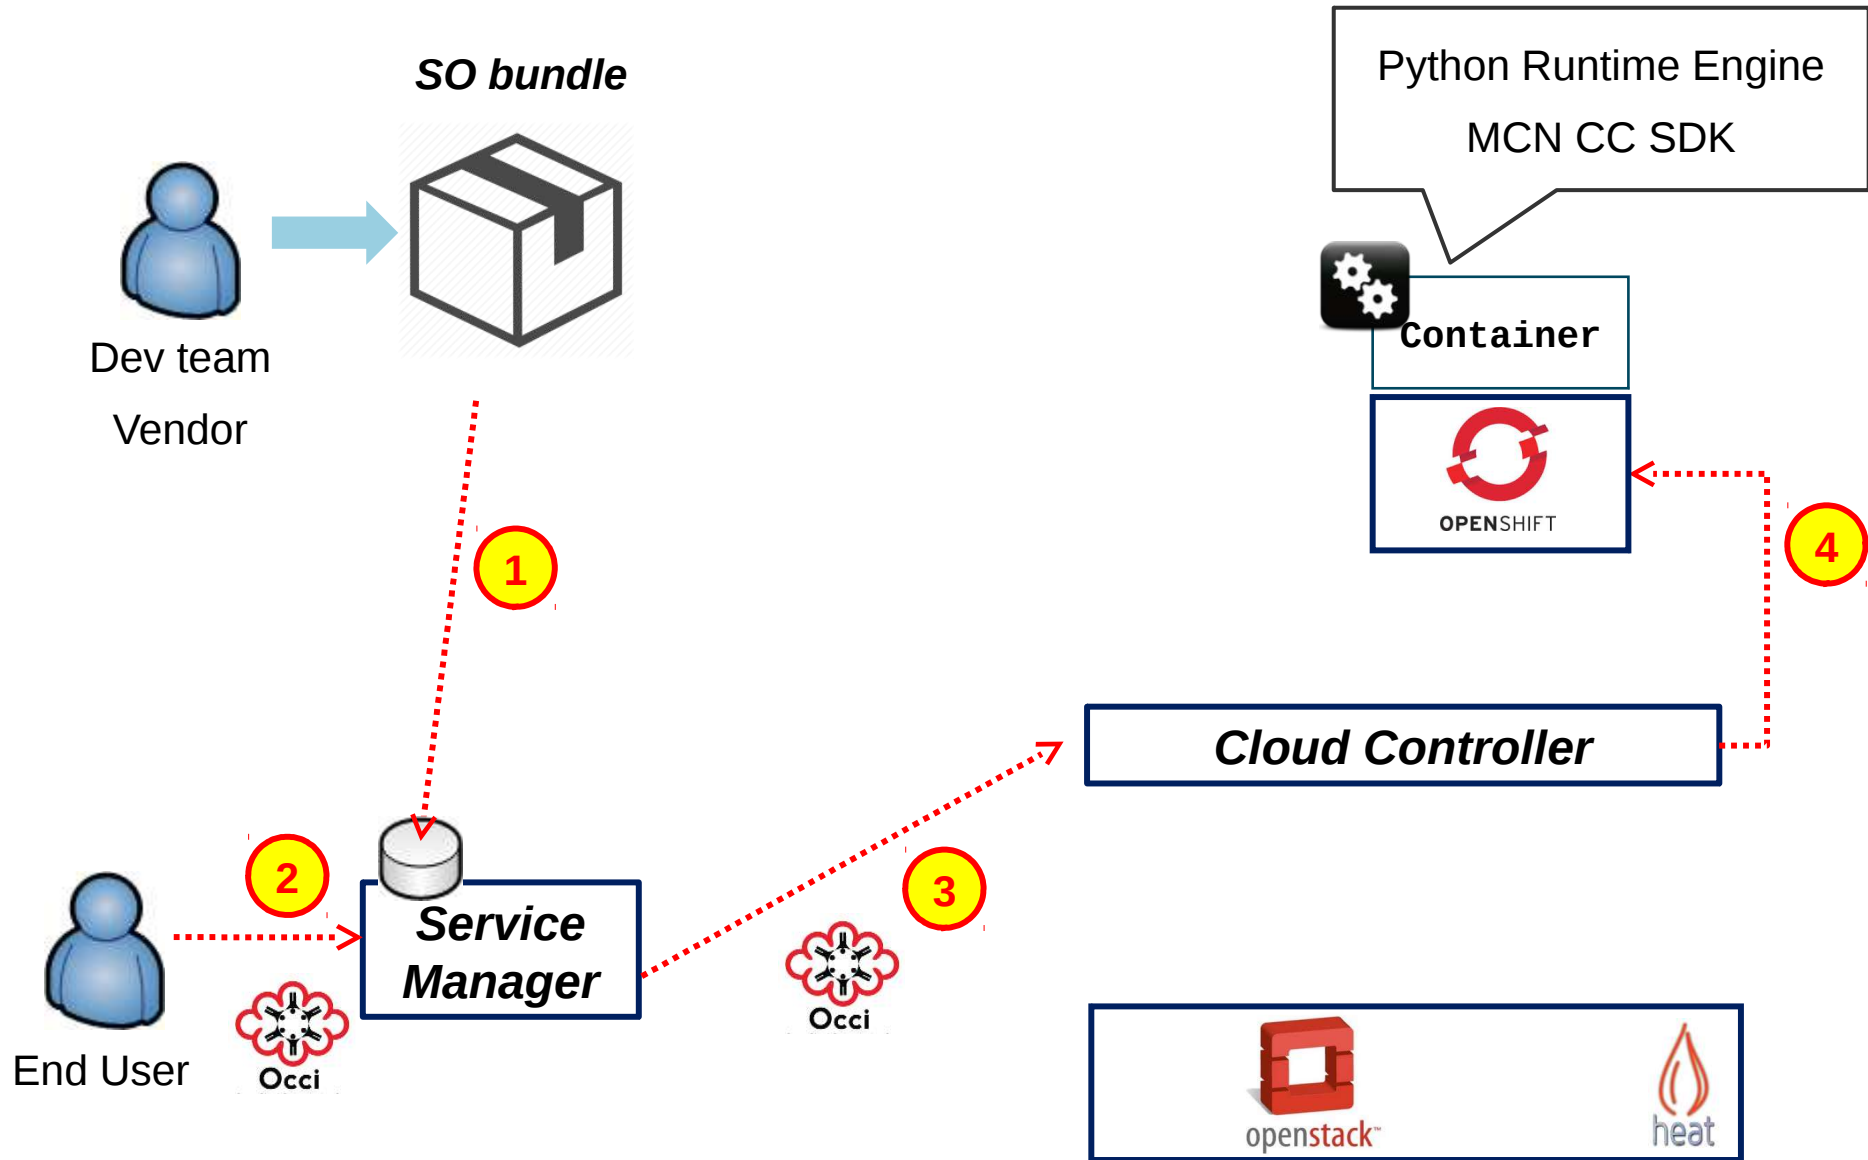 SO bundle
Python Runtime Engine
MCN CC SDK
Dev team
Vendor
Container
OPENSHIFT
1
4
Cloud Controller
2
3
Service
Manager
End User
Occi
Occi
openstack™
heat